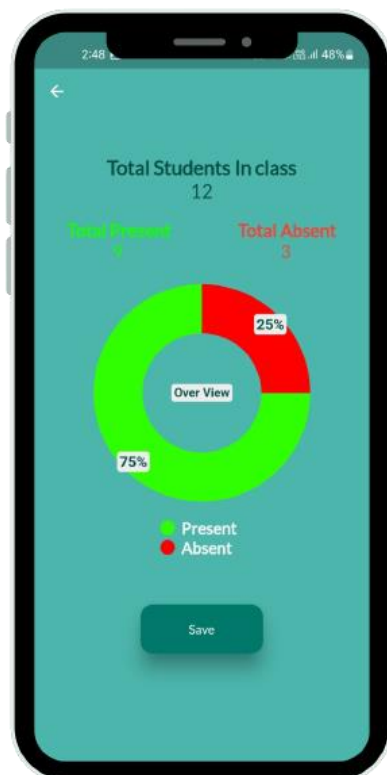 2:48
48%
Total Students In class
12
Total Present Total Absent
9 3
25%
Over View
75%
Present
Absent
Save